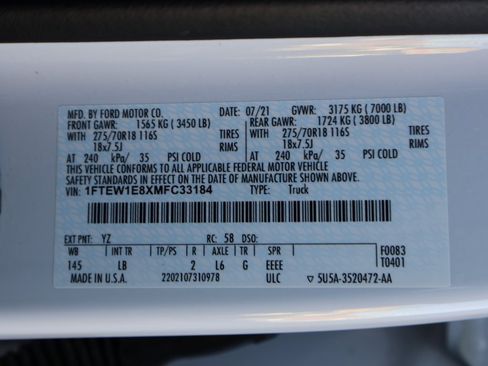 MFD. BY FORD MOTOR CO. DATE: 07/21 GVWR: 3175 KG (7000 LB)
FRONT GAWR: 1565 KG (3450 LB) REAR GAWR: 1724 KG (3800 LB)
WITH 275/70R18 116S TIRES WITH 275/70R18 116S TIRES
18x7.5J RIMS 18x7.5J RIMS
AT 240 kPa/ 35 PSI COLD AT 240 kPa/ 35 PSI COLD
THIS VEHICLE CONFORMS TO ALL APPLICABLE FEDERAL MOTOR VEHICLE
SAFETY STANDARDS IN EFFECT ON THE DATE OF MANUFACTURE SHOWN ABOVE.
VIN: 1FTEW1E8XMFC33184 TYPE: Truck
EXT PNT: YZ RC: 58 DSO:
WB INT TR TP/PS R AXLE TR SPR F0083
145 LB 2 L6 G EEEE T0401
MADE IN U.S.A. 2202107310978 ULC 5U5A-3520472-AA